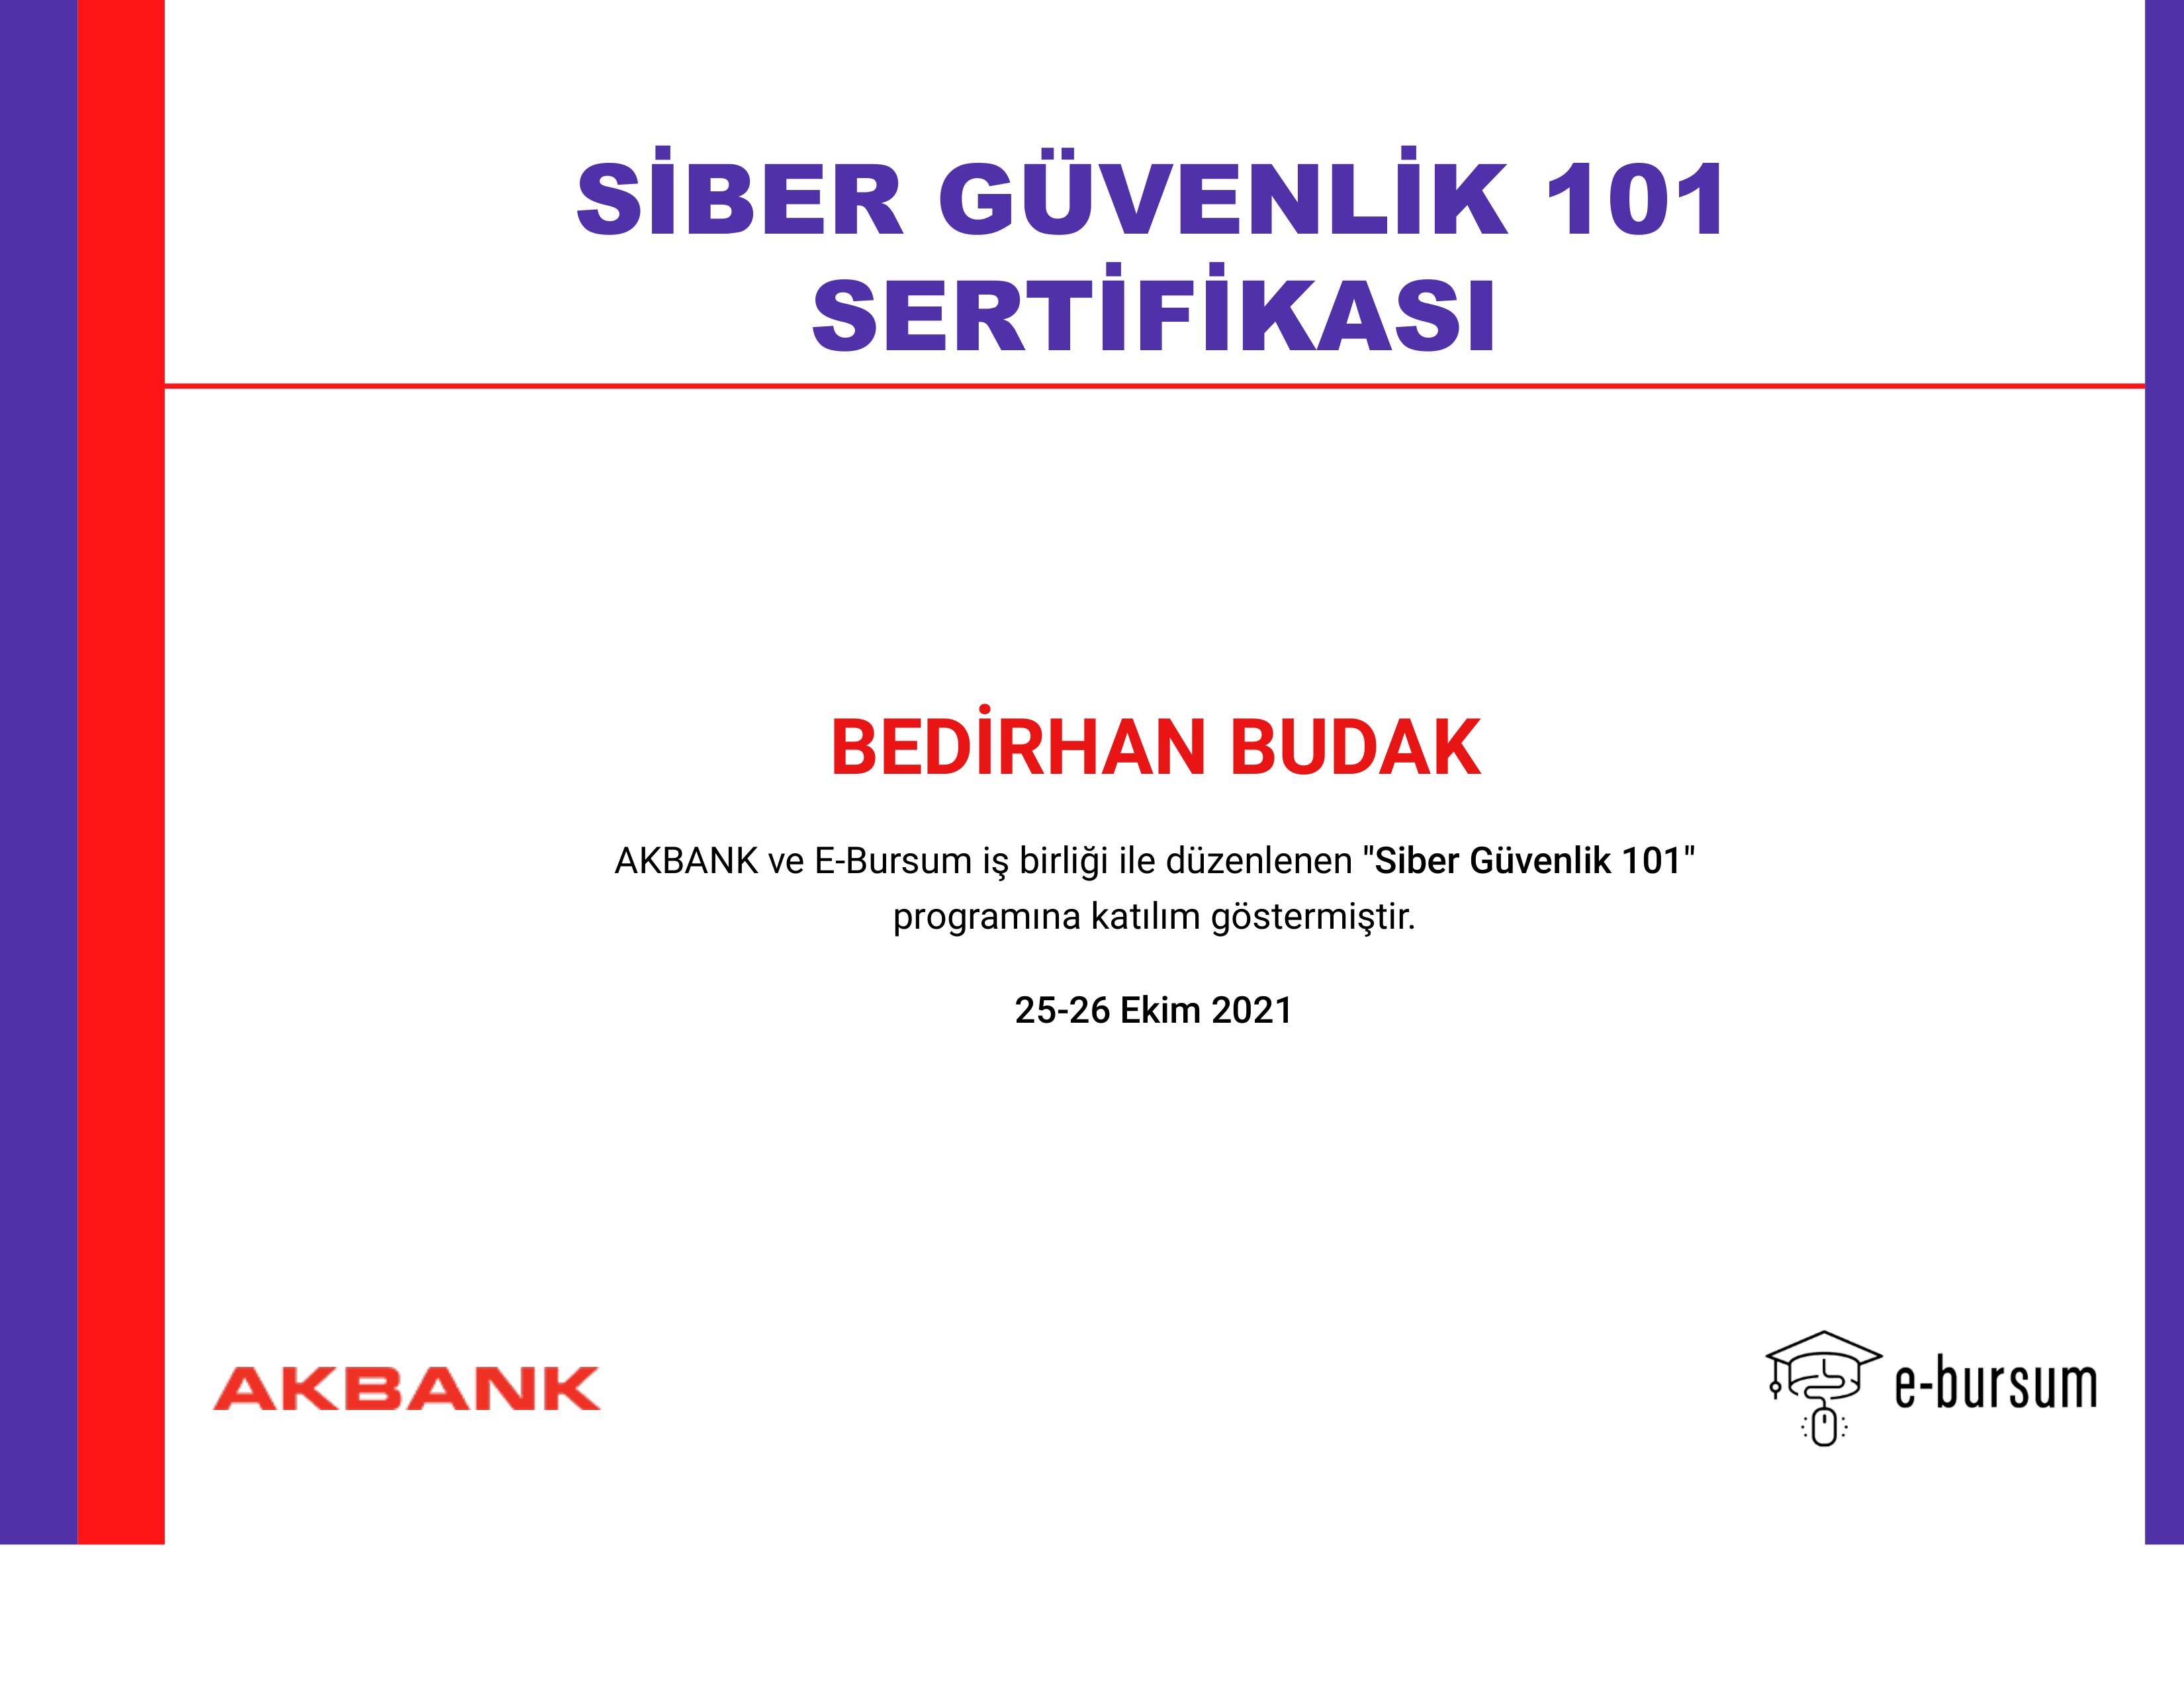 SİBER GÜVENLİK 101
SERTİFİKASI
BEDİRHAN BUDAK
AKBANK ve E-Bursum iş birliği ile düzenlenen "Siber Güvenlik 101"
programına katılım göstermiştir.
25-26 Ekim 2021
AKBANK
e-bursum